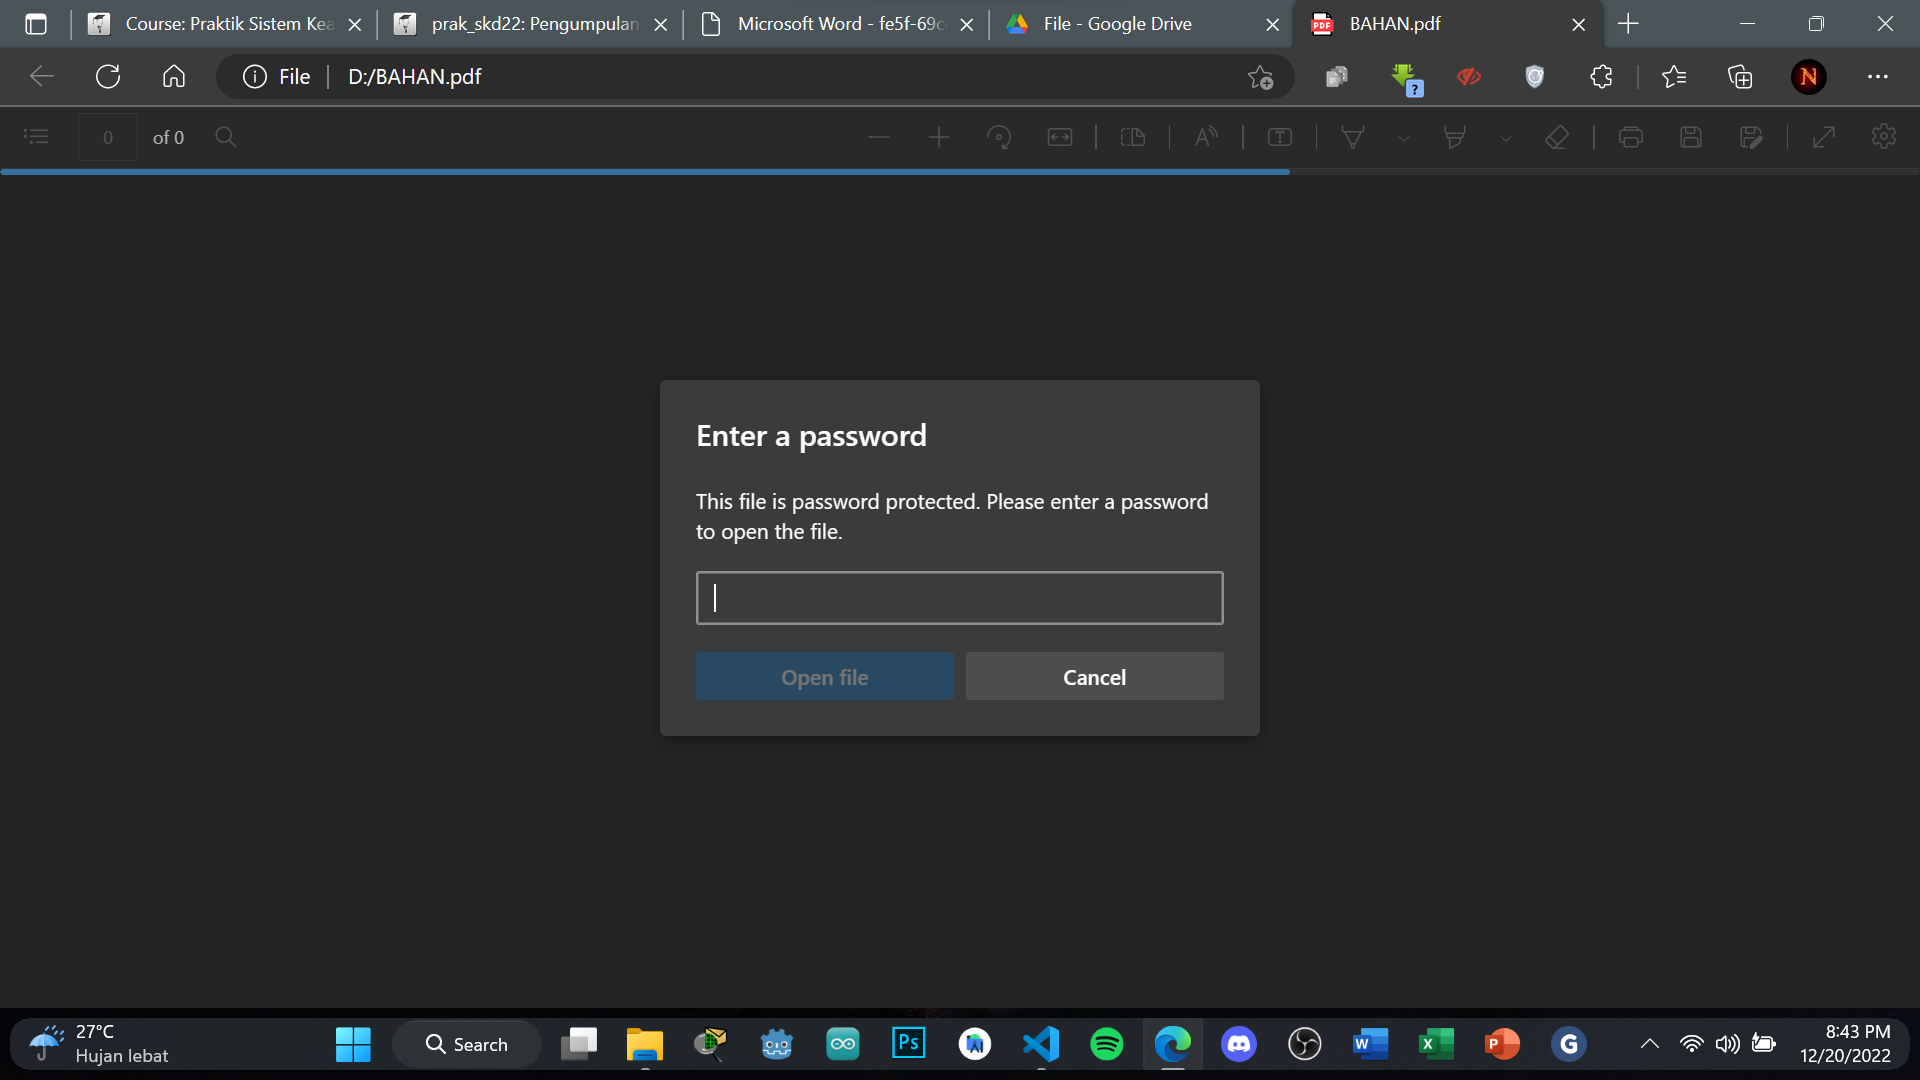 Course: Praktik Sistem Kea
prak_skd22: Pengumpulan
Microsoft Word - fe5f-69c
File - Google Drive
PDF
BAHAN.pdf
File
D:/BAHAN.pdf
?
N
0
of 0
A
T
Enter a password
This file is password protected. Please enter a password
to open the file.
Open file
Cancel
27°C
Hujan lebat
Search
Ps
W
X
P
G
8:43 PM
12/20/2022